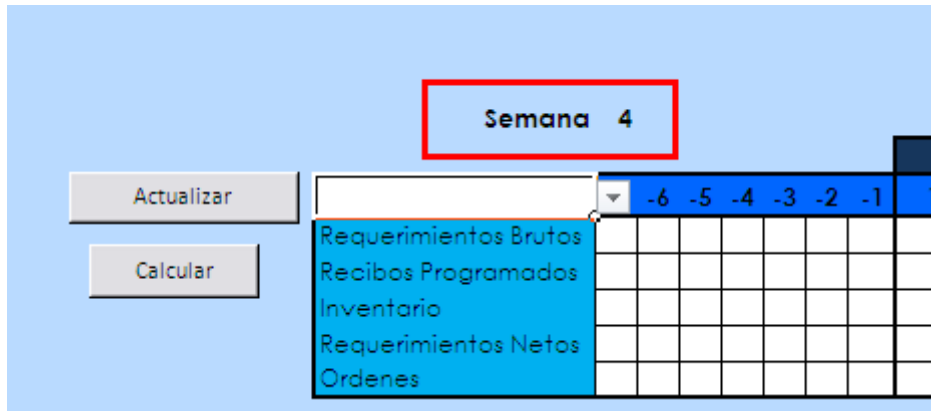 Semana 4
Actualizar
-6 -5 -4 -3 -2 -1
Requerimientos Brutos
Calcular
Recibos Programados
Inventario
Requerimientos Netos
Ordenes